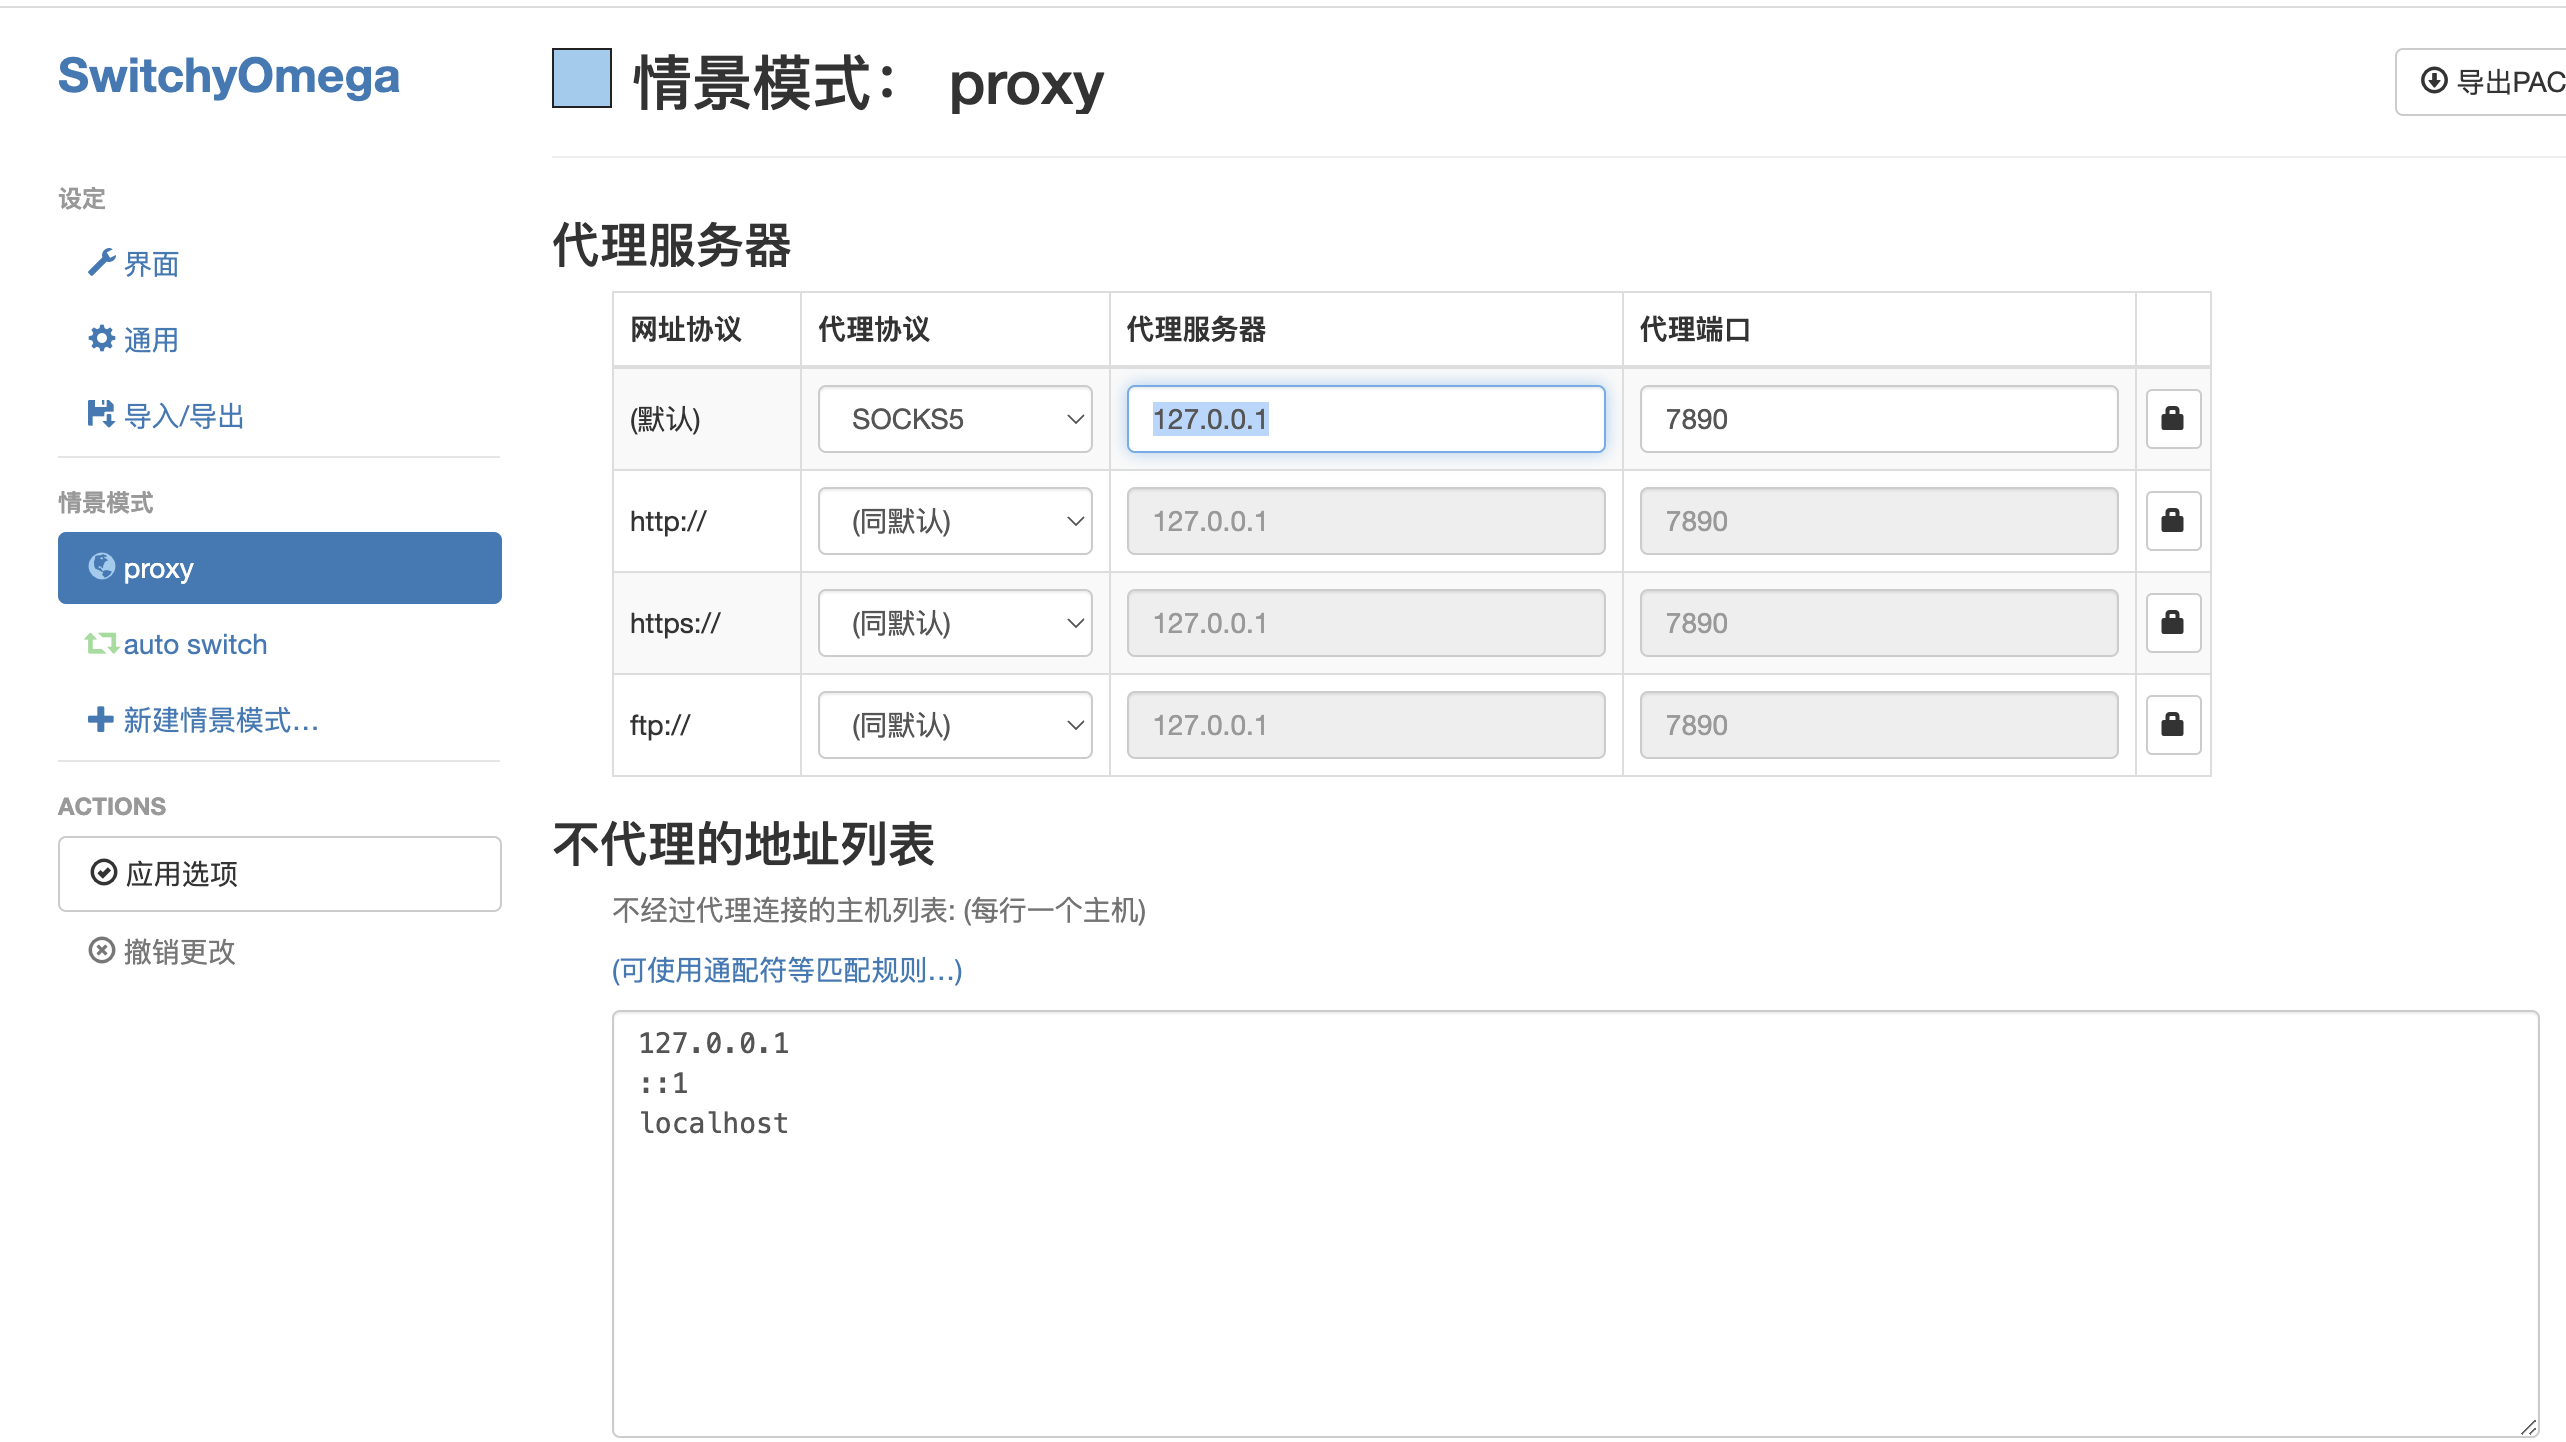 SwitchyOmega
设定
界面
通用
导入/导出
情景模式
proxy
auto switch
新建情景模式...
ACTIONS
应用选项
撤销更改
情景模式： proxy
导出PAC
代理服务器
网址协议 代理协议 代理服务器 代理端口
(默认) SOCKS5 127.0.0.1 7890
http:// (同默认) 127.0.0.1 7890
https:// (同默认) 127.0.0.1 7890
ftp:// (同默认) 127.0.0.1 7890
不代理的地址列表
不经过代理连接的主机列表: (每行一个主机)
(可使用通配符等匹配规则...)
127.0.0.1
::1
localhost